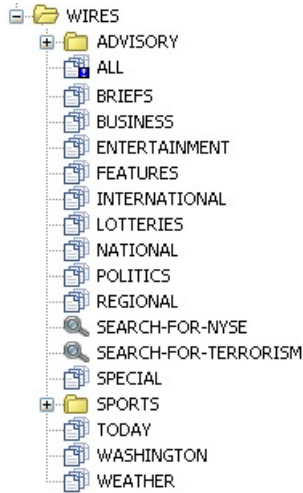 WIRES
ADVISORY
ALL
BRIEFS
BUSINESS
ENTERTAINMENT
FEATURES
INTERNATIONAL
LOTTERIES
NATIONAL
POLITICS
REGIONAL
SEARCH-FOR-NYSE
SEARCH-FOR-TERRORISM
SPECIAL
SPORTS
TODAY
WASHINGTON
WEATHER